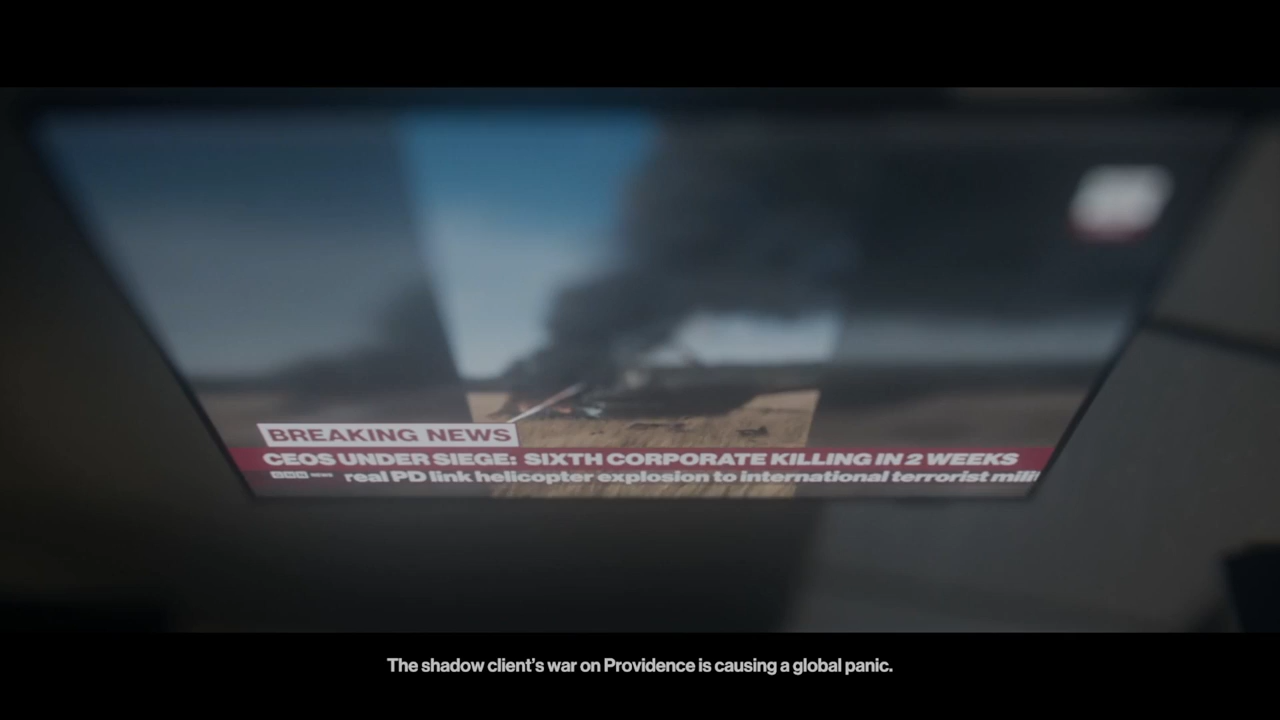 BREAKING NEWS
CEOS UNDER SIEGE: SIXTH CORPORATE KILLING IN 2 WEEKS
real PD link helicopter explosion to international terrorist mili
The shadow client's war on Providence is causing a global panic.